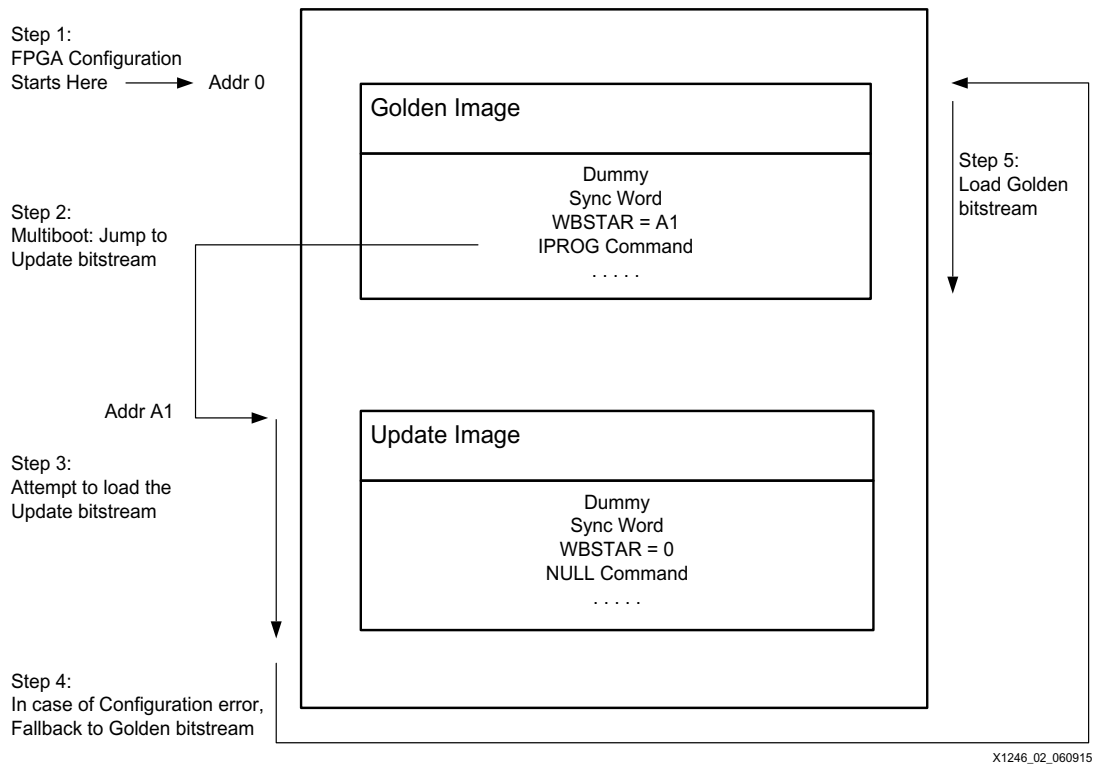 Step 1:
FPGA Configuration
Starts Here
Addr 0
Golden Image
Dummy
Sync Word
WBSTAR = A1
IPROG Command
. . . . .
Step 5:
Load Golden
bitstream
Step 2:
Multiboot: Jump to
Update bitstream
Addr A1
Update Image
Step 3:
Attempt to load the
Update bitstream
Dummy
Sync Word
WBSTAR = 0
NULL Command
. . . . .
Step 4:
In case of Configuration error,
Fallback to Golden bitstream
X1246_02_060915